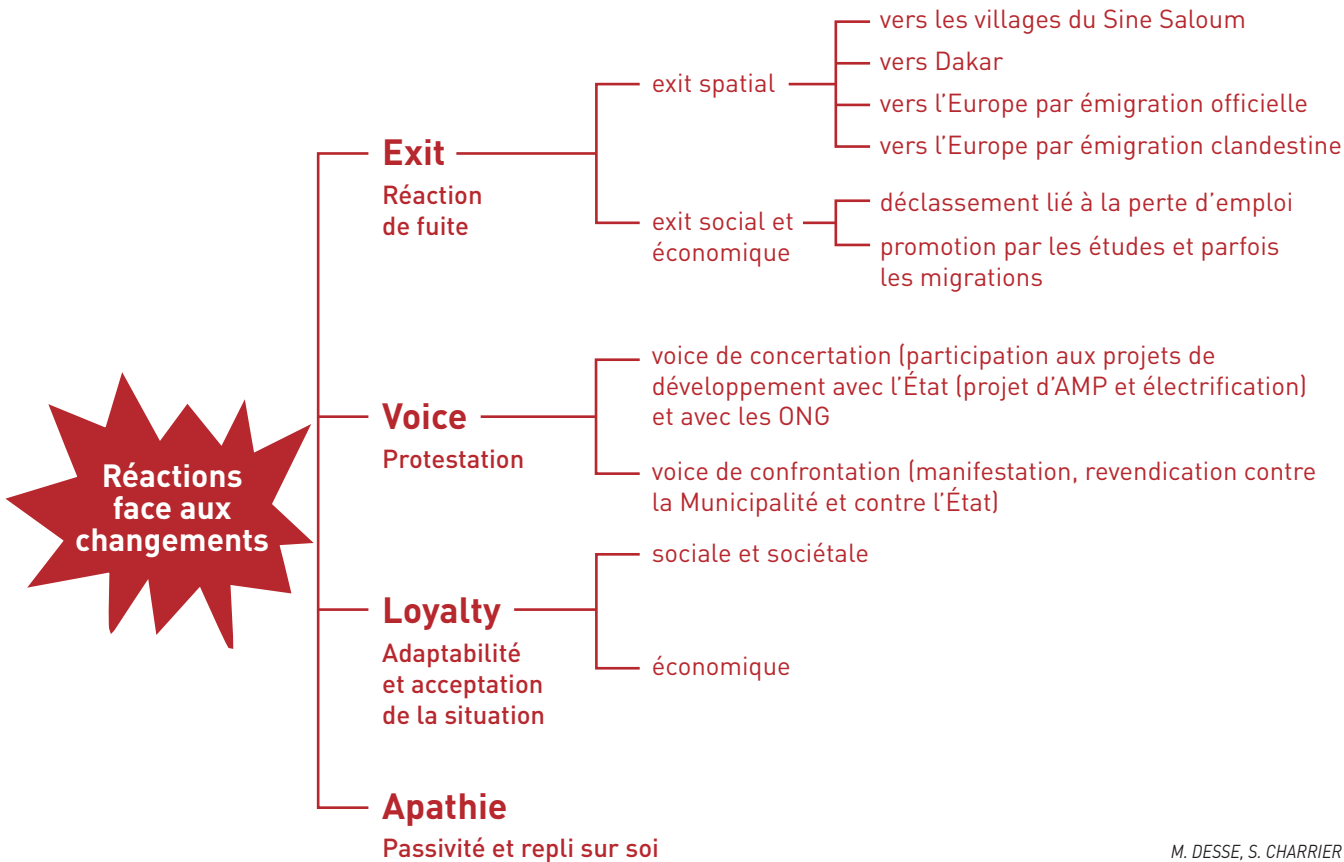 Réactions
face aux
changements
Exit
Réaction
de fuite
exit spatial
vers les villages du Sine Saloum
vers Dakar
vers l'Europe par émigration officielle
vers l'Europe par émigration clandestine
exit social et
économique
déclassement lié à la perte d'emploi
promotion par les études et parfois
les migrations
Voice
Protestation
voice de concertation (participation aux projets de
développement avec l'État (projet d'AMP et électrification)
et avec les ONG
voice de confrontation (manifestation, revendication contre
la Municipalité et contre l'État)
Loyalty
Adaptabilité
et acceptation
de la situation
sociale et sociétale
économique
Apathie
Passivité et repli sur soi
M. DESSE, S. CHARRIER